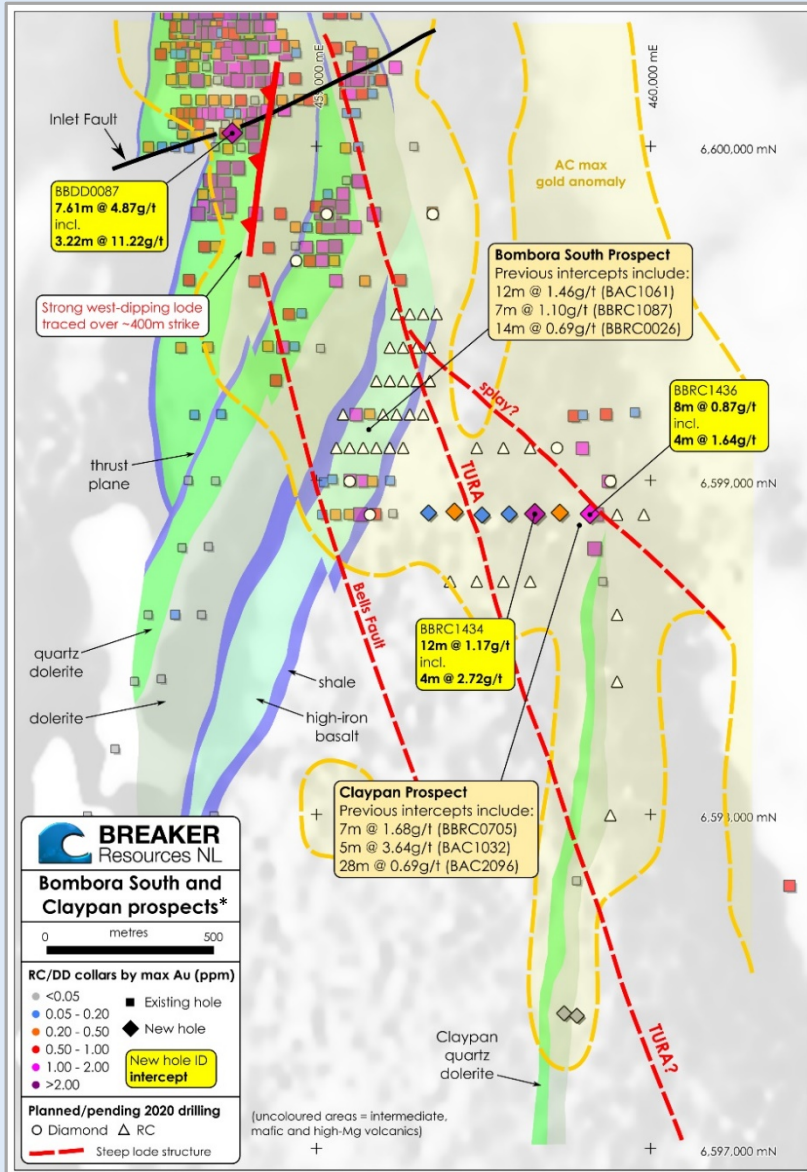 460,000 mE
Inlet Fault
6,600,000 mN
AC max
gold anomaly
BBDD0087
7.61m @ 4.87g/t
incl.
3.22m @ 11.22g/t
Bombora South Prospect
Previous intercepts include:
12m @ 1.46g/t (BAC1061)
7m @ 1.10g/t (BBRC1087)
14m @ 0.69g/t (BBRC0026)
Strong west-dipping lode
traced over ~400m strike
splay?
BBRC1436
8m @ 0.87g/t
incl.
4m @ 1.64g/t
thrust
plane
TURA
6,599,000 mN
Bells Fault
BBRC1434
12m @ 1.17g/t
incl.
4m @ 2.72g/t
quartz
dolerite
dolerite
shale
high-iron
basalt
Claypan Prospect
Previous intercepts include:
7m @ 1.68g/t (BBRC0705)
5m @ 3.64g/t (BAC1032)
28m @ 0.69g/t (BAC2096)
6,598,000 mN
BREAKER
Resources NL
Bombora South and
Claypan prospects*
metres
0 500
RC/DD collars by max Au (ppm)
<0.05
0.05 - 0.20
0.20 - 0.50
0.50 - 1.00
1.00 - 2.00
>2.00
Existing hole
New hole
New hole ID
intercept
Planned/pending 2020 drilling
Diamond
RC
Steep lode structure
Claypan
quartz
dolerite
TURA?
(uncoloured areas = intermediate,
mafic and high-Mg volcanics)
6,597,000 mN